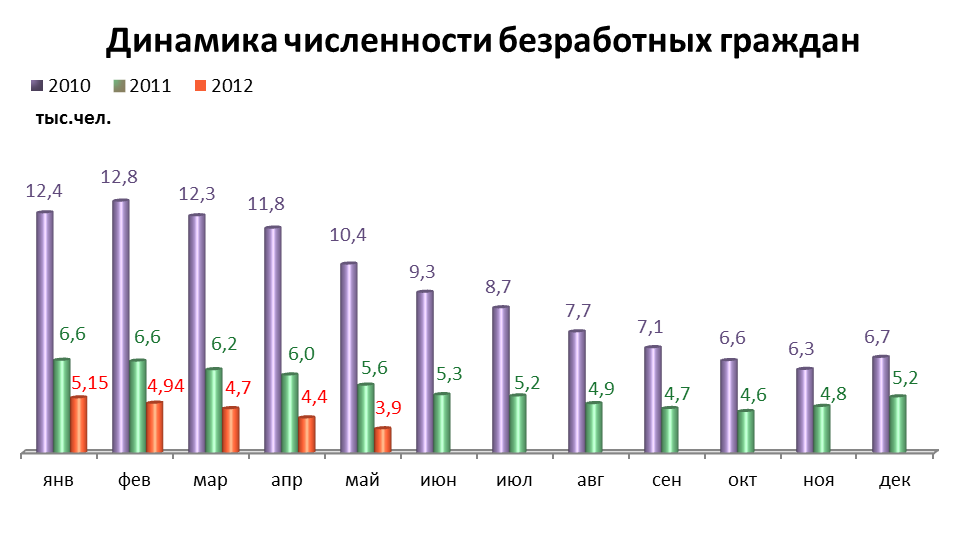 Динамика численности безработных граждан
2010 2011 2012
тыс.чел.
12,4 12,8 12,3 11,8 10,4 9,3 8,7 7,7 7,1 6,6 6,3 6,7
6,6 6,6 6,2 6,0 5,6 5,3 5,2 4,9 4,7 4,6 4,8 5,2
5,15 4,94 4,7 4,4 3,9
янв фев мар апр май июн июл авг сен окт ноя дек